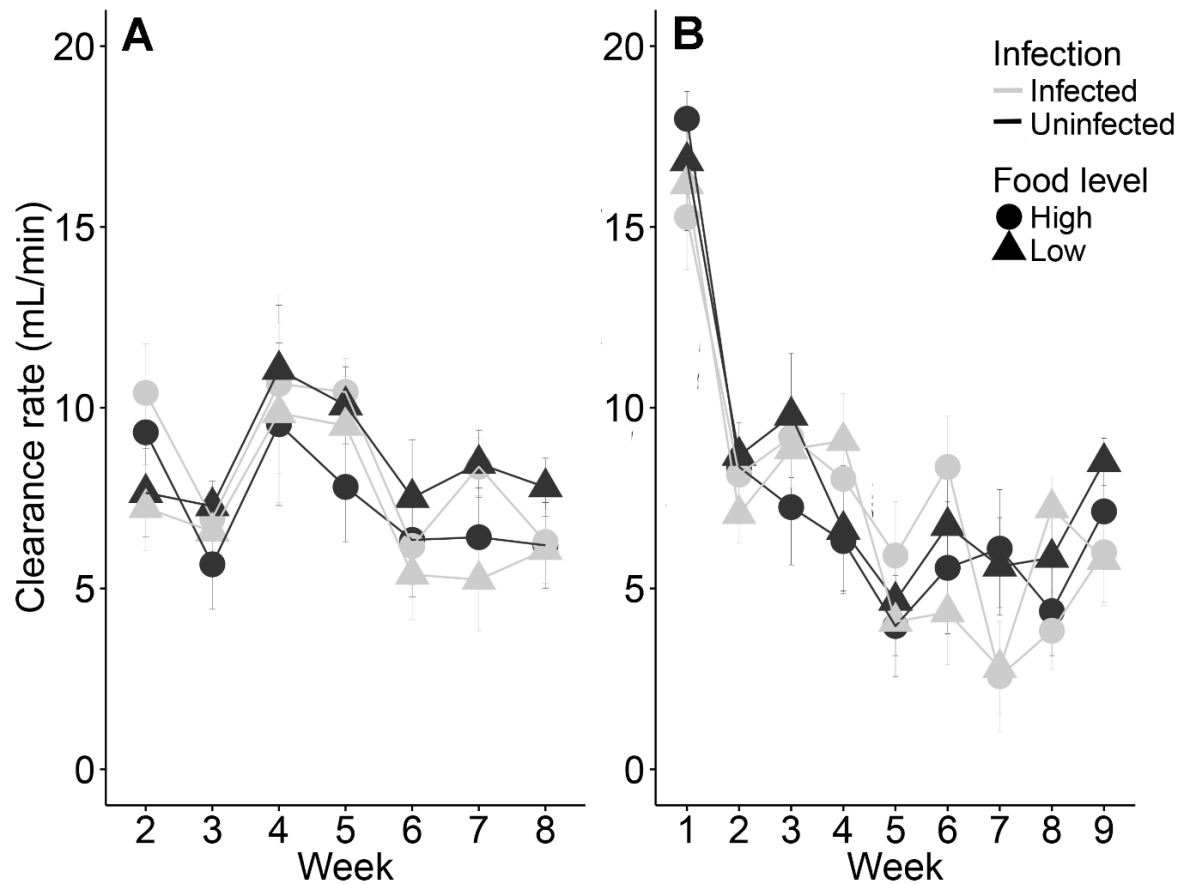 A
B
20
15
10
5
0
Clearance rate (mL/min)
2 3 4 5 6 7 8
Week
20
15
10
5
0
1 2 3 4 5 6 7 8 9
Week
Infection
Infected
Uninfected
Food level
High
Low